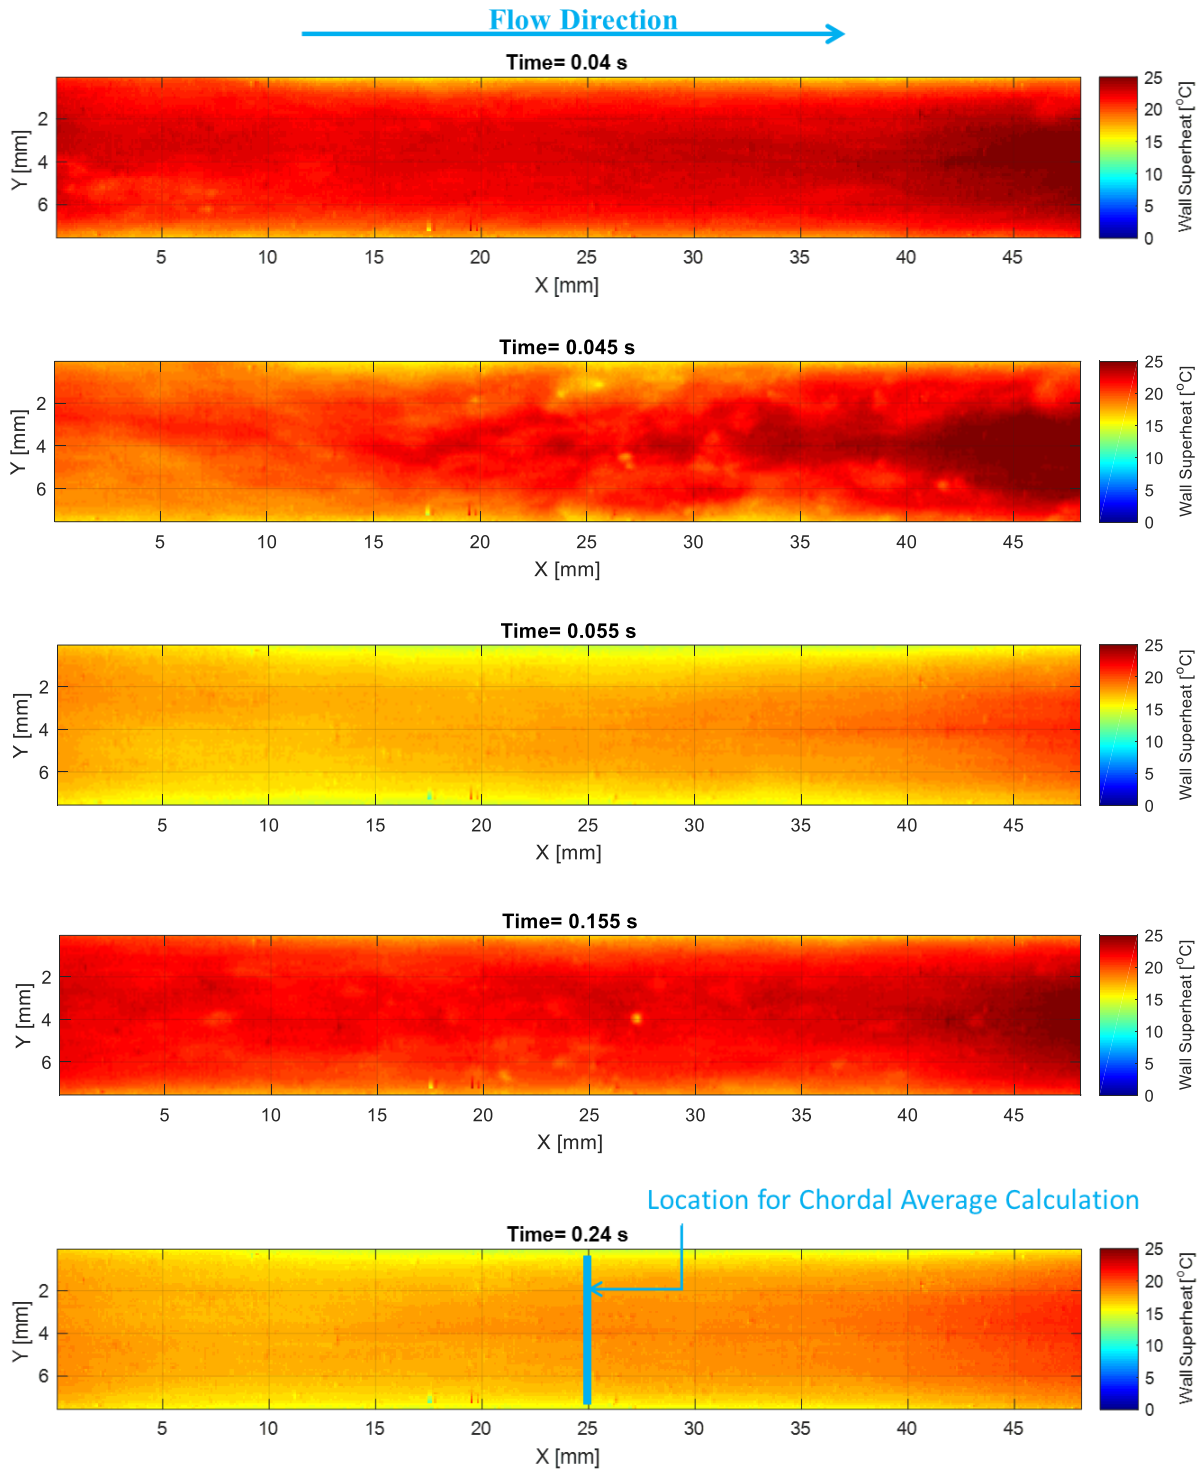 Flow Direction
Time= 0.04 s
2
4
6
Y [mm]
5 10 15 20 25 30 35 40 45
X [mm]
25
20
15
10
5
0
Wall Superheat [°C]
Time= 0.045 s
2
4
6
Y [mm]
5 10 15 20 25 30 35 40 45
X [mm]
25
20
15
10
5
0
Wall Superheat [°C]
Time= 0.055 s
2
4
6
Y [mm]
5 10 15 20 25 30 35 40 45
X [mm]
25
20
15
10
5
0
Wall Superheat [°C]
Time= 0.155 s
2
4
6
Y [mm]
5 10 15 20 25 30 35 40 45
X [mm]
25
20
15
10
5
0
Wall Superheat [°C]
Location for Chordal Average Calculation
Time= 0.24 s
2
4
6
Y [mm]
5 10 15 20 25 30 35 40 45
X [mm]
25
20
15
10
5
0
Wall Superheat [°C]